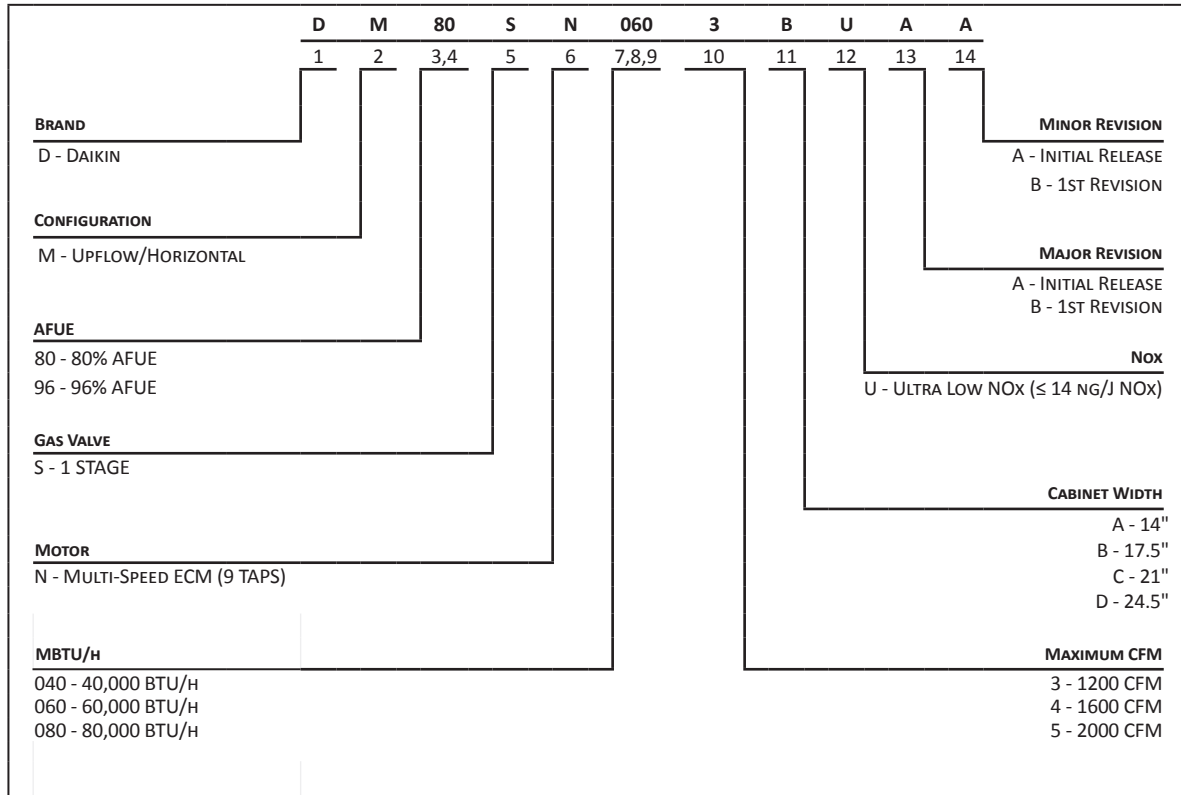 D M 80 S N 060 3 B U A A
1 2 3,4 5 6 7,8,9 10 11 12 13 14
Brand
D - Daikin
Configuration
M - Upflow/Horizontal
AFUE
80 - 80% AFUE
96 - 96% AFUE
Gas Valve
S - 1 STAGE
Motor
N - Multi-Speed ECM (9 TAPS)
MBTU/h
040 - 40,000 BTU/h
060 - 60,000 BTU/h
080 - 80,000 BTU/h
Minor Revision
A - Initial Release
B - 1st Revision
Major Revision
A - Initial Release
B - 1st Revision
Nox
U - Ultra Low NOx (≤ 14 ng/J NOx)
Cabinet Width
A - 14"
B - 17.5"
C - 21"
D - 24.5"
Maximum CFM
3 - 1200 CFM
4 - 1600 CFM
5 - 2000 CFM